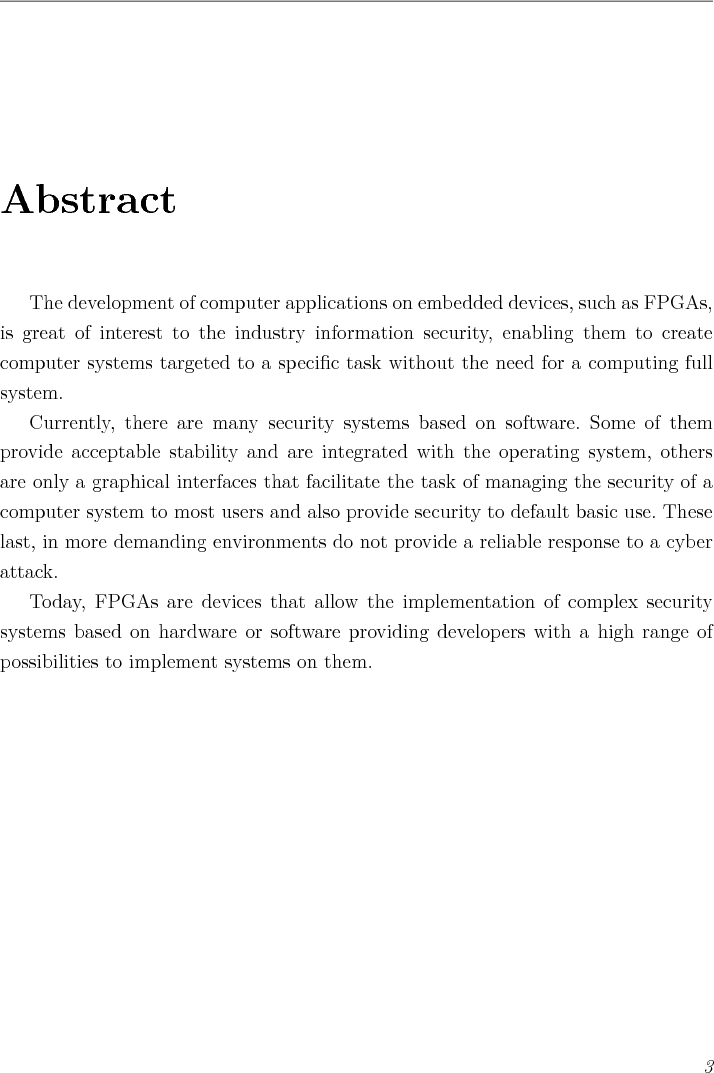 Abstract
The development of computer applications on embedded devices, such as FPGAs,
is great of interest to the industry information security, enabling them to create
computer systems targeted to a specific task without the need for a computing full
system.
Currently, there are many security systems based on software. Some of them
provide acceptable stability and are integrated with the operating system, others
are only a graphical interfaces that facilitate the task of managing the security of a
computer system to most users and also provide security to default basic use. These
last, in more demanding environments do not provide a reliable response to a cyber
attack.
Today, FPGAs are devices that allow the implementation of complex security
systems based on hardware or software providing developers with a high range of
possibilities to implement systems on them.
3